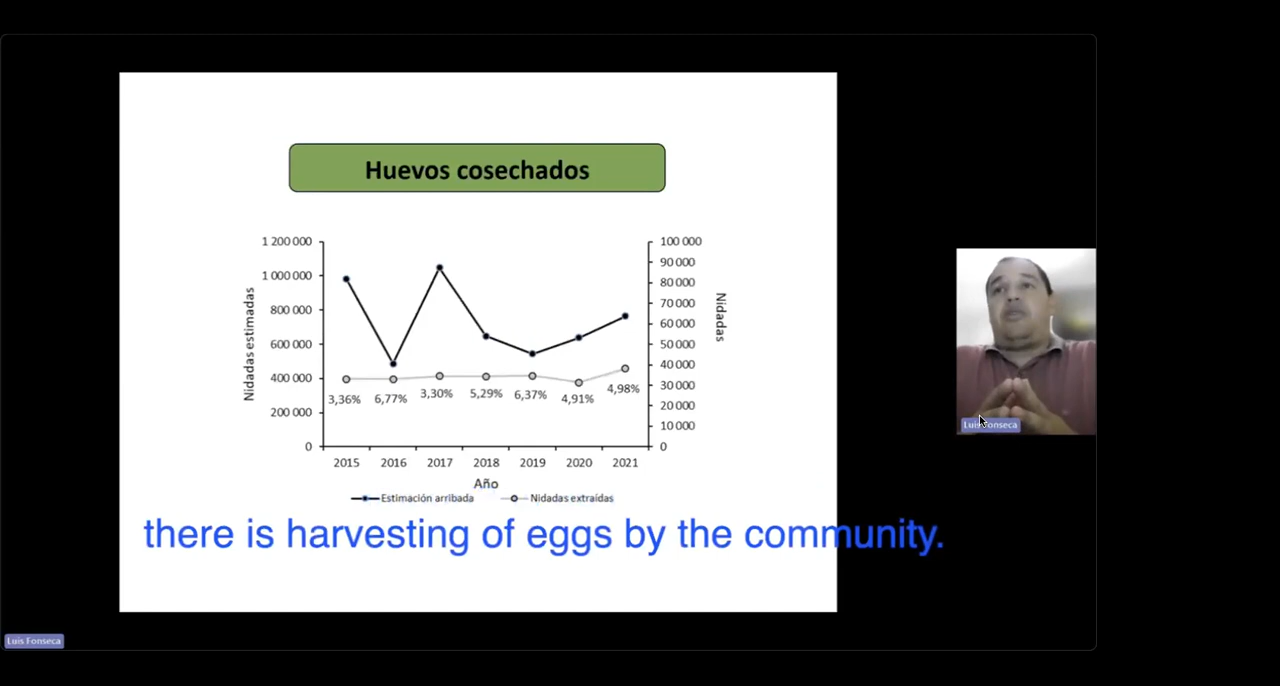 Huevos cosechados
1 200 000
1 000 000
800 000
600 000
400 000
200 000
0
Nidadas estimadas
100 000
90 000
80 000
70 000
60 000
50 000
40 000
30 000
20 000
10 000
0
Nidadas
3,36% 6,77% 3,30% 5,29% 6,37% 4,91% 4,98%
2015 2016 2017 2018 2019 2020 2021
Año
Estimación arribada Nidadas extraídas
there is harvesting of eggs by the community.
Luis Fonseca
Luis Fonseca